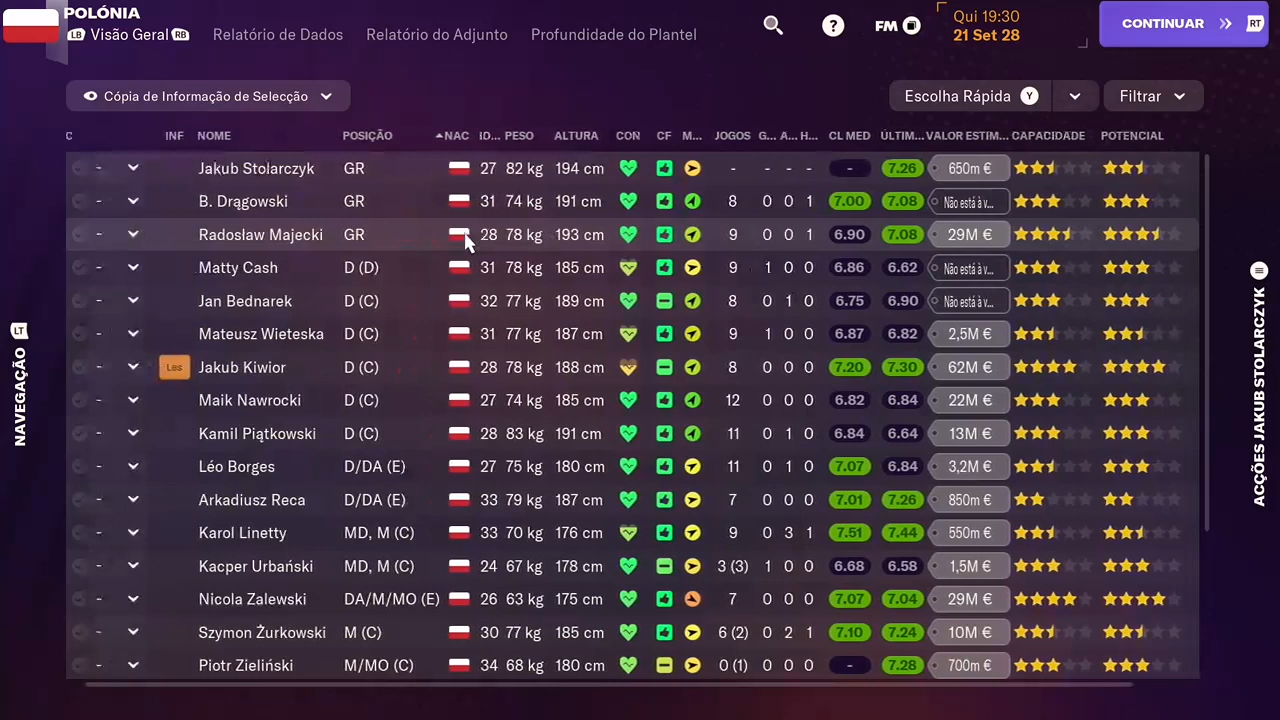 POLÓNIA
LB Visão Geral RB Relatório de Dados Relatório do Adjunto Profundidade do Plantel
? FM Qui 19:30
21 Set 28
CONTINUAR RT
Cópia de Informação de Selecção
Escolha Rápida Y Filtrar
C INF NOME POSIÇÃO NAC ID... PESO ALTURA CON CF M... JOGOS G... A... H... CL MED ÚLTIM... VALOR ESTIM... CAPACIDADE POTENCIAL
- Jakub Stolarczyk GR 27 82 kg 194 cm - - - - - 7.26 650m €
- B. Drągowski GR 31 74 kg 191 cm 8 0 0 1 7.00 7.08 Não está à v...
- Radosław Majecki GR 28 78 kg 193 cm 9 0 0 1 6.90 7.08 29M €
- Matty Cash D (D) 31 78 kg 185 cm 9 1 0 0 6.86 6.62 Não está à v...
- Jan Bednarek D (C) 32 77 kg 189 cm 8 0 1 0 6.75 6.90 Não está à v...
- Mateusz Wieteska D (C) 31 77 kg 187 cm 9 1 0 0 6.87 6.82 2,5M €
- Les Jakub Kiwior D (C) 28 78 kg 188 cm 8 0 0 0 7.20 7.30 62M €
- Maik Nawrocki D (C) 27 74 kg 185 cm 12 0 0 0 6.82 6.84 22M €
- Kamil Piątkowski D (C) 28 83 kg 191 cm 11 0 1 0 6.84 6.64 13M €
- Léo Borges D/DA (E) 27 75 kg 180 cm 11 0 1 0 7.07 6.84 3,2M €
- Arkadiusz Reca D/DA (E) 33 79 kg 187 cm 7 0 0 0 7.01 7.26 850m €
- Karol Linetty MD, M (C) 33 70 kg 176 cm 9 0 3 1 7.51 7.44 550m €
- Kacper Urbański MD, M (C) 24 67 kg 178 cm 3 (3) 1 0 0 6.68 6.58 1,5M €
- Nicola Zalewski DA/M/MO (E) 26 63 kg 175 cm 7 0 0 0 7.07 7.04 29M €
- Szymon Żurkowski M (C) 30 77 kg 185 cm 6 (2) 0 2 1 7.10 7.24 10M €
- Piotr Zieliński M/MO (C) 34 68 kg 180 cm 0 (1) 0 0 0 - 7.28 700m €
NAVEGAÇÃO LT
ACÇÕES JAKUB STOLARCZYK